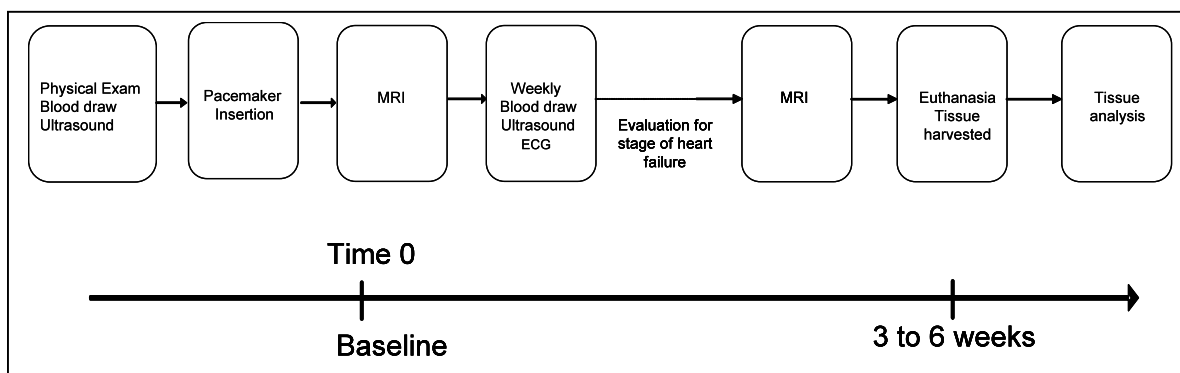 Physical Exam
Blood draw
Ultrasound
Pacemaker
Insertion
MRI
Weekly
Blood draw
Ultrasound
ECG
Evaluation for
stage of heart
failure
MRI
Euthanasia
Tissue
harvested
Tissue
analysis
Time 0
Baseline
3 to 6 weeks